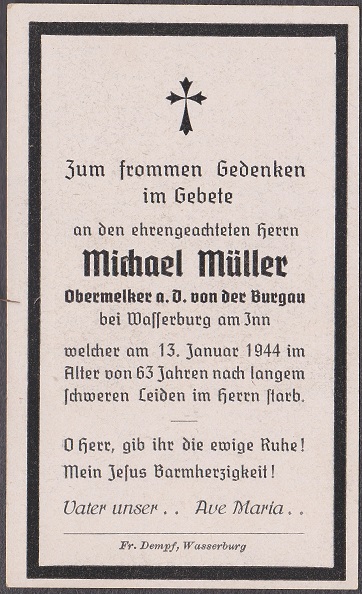 Zum frommen Gedenken
im Gebete
an den ehrengeachteten Herrn
Michael Müller
Obermelker a. D. von der Burgau
bei Wasserburg am Inn
welcher am 13. Januar 1944 im
Alter von 63 Jahren nach langem
schweren Leiden im Herrn starb.
O Herr, gib ihr die ewige Ruhe!
Mein Jesus Barmherzigkeit!
Vater unser . . Ave Maria . .
Fr. Dempf, Wasserburg